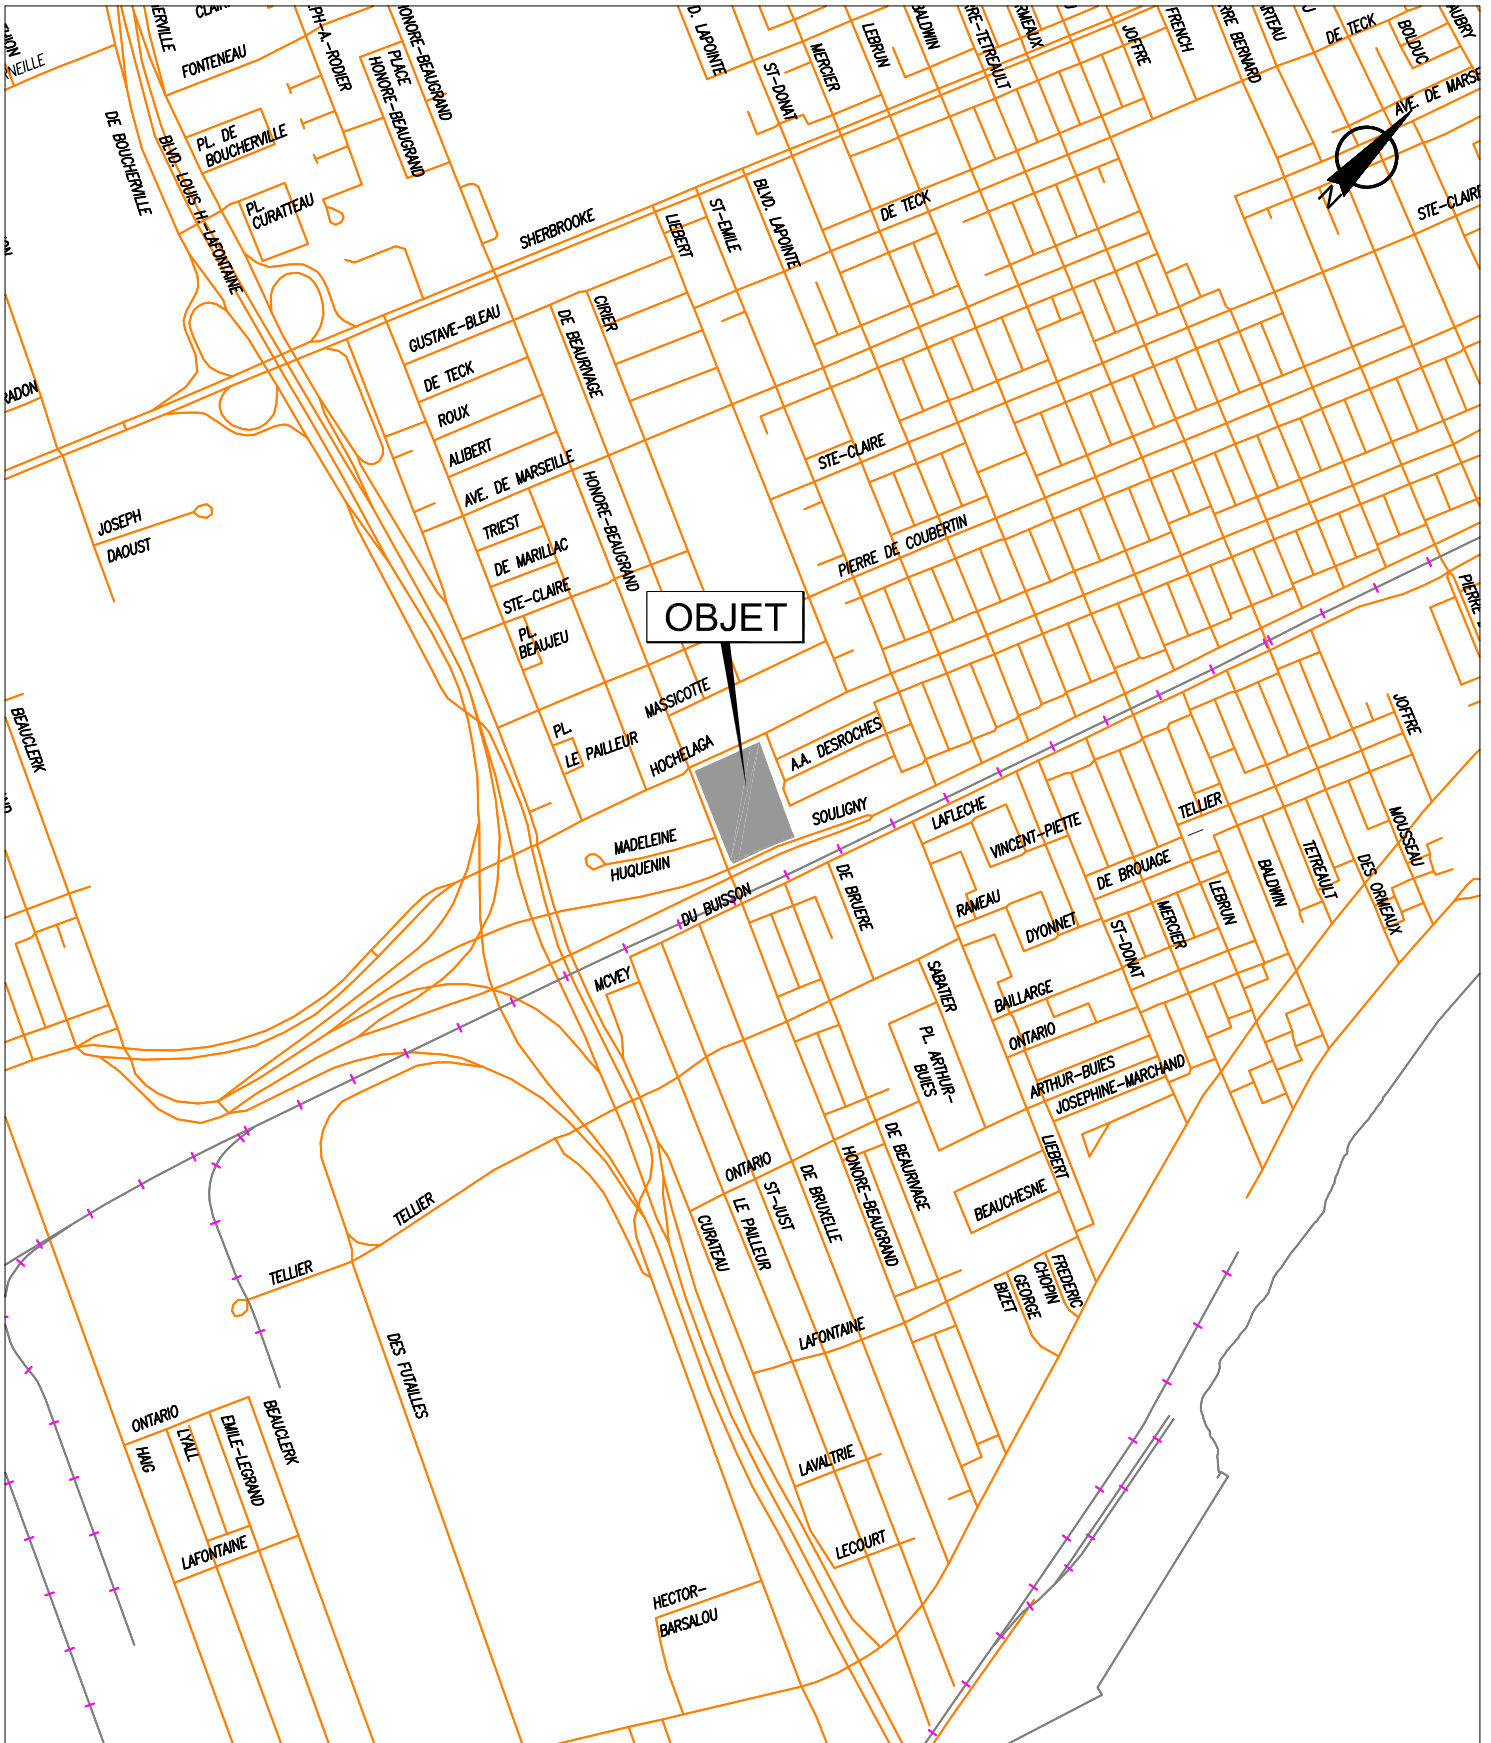 FONTENEAU
PH-A.-RODIER
PLACE
HONORE-BEAUGRAND
HONORE-BEAUGRAND
D. LAPOINTE
ST-DONAT
MERCIER
LEBRUN
BALDWIN
RE-TETREAULT
RMEAUX
JOFFRE
FRENCH
RRE BERNARD
RTEAU
DE TECK
BOLDUC
AUBRY
AVE. DE MARSE
N
STE-CLAIRE
ERVILLE
NEILLE
DE BOUCHERVILLE
BLVD. LOUIS H.-LAFONTAINE
PL. DE
BOUCHERVILLE
PL.
CURATTEAU
SHERBROOKE
LIEBERT
ST-EMILE
BLVD. LAPOINTE
DE TECK
GUSTAVE-BLEAU
DE BEAURIVAGE
CIRIER
DE TECK
ROUX
ALIBERT
AVE. DE MARSEILLE
RADON
STE-CLAIRE
HONORE-BEAUGRAND
JOSEPH
DAOUST
TRIEST
DE MARILLAC
STE-CLAIRE
PL.
BEAUJEU
PIERRE DE COUBERTIN
PIERRE
OBJET
MASSICOTTE
PL.
LE PAILLEUR
HOCHELAGA
A.A. DESROCHES
SOULIGNY
BEAUCLERK
JOFFRE
MADELEINE
HUQUENIN
LAFLECHE
VINCENT-PIETTE
TELLIER
MOUSSEAU
DE BROUAGE
TETREAULT
DES ORMEAUX
BALDWIN
LEBRUN
MERCIER
ST-DONAT
DE BRUERE
DU BUISSON
RAMEAU
DYONNET
MCVEY
SABATIER
BAILLARGE
ONTARIO
PL. ARTHUR-
BUIES
ARTHUR-BUIES
JOSEPHINE-MARCHAND
LIEBERT
DE BEAURIVAGE
HONORE-BEAUGRAND
ONTARIO
DE BRUXELLE
ST-JUST
LE PAILLEUR
CURATEAU
BEAUCHESNE
TELLIER
TELLIER
FREDERIC
CHOPIN
GEORGE
BIZET
LAFONTAINE
DES FUTAILLES
ONTARIO
HAIG
LYALL
EMILE-LEGRAND
BEAUCLERK
LAFONTAINE
LAVALTRIE
LECOURT
HECTOR-
BARSALOU